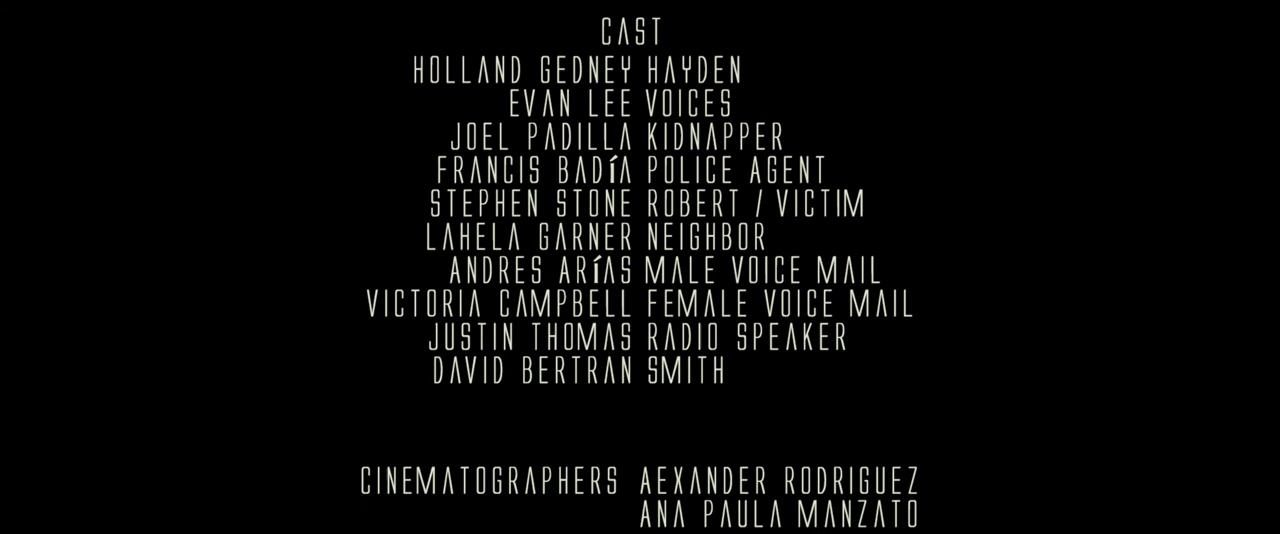 CAST
HOLLAND GEDNEY HAYDEN
EVAN LEE VOICES
JOEL PADILLA KIDNAPPER
FRANCIS BADíA POLICE AGENT
STEPHEN STONE ROBERT / VICTIM
LAHELA GARNER NEIGHBOR
ANDRES ARíAS MALE VOICE MAIL
VICTORIA CAMPBELL FEMALE VOICE MAIL
JUSTIN THOMAS RADIO SPEAKER
DAVID BERTRAN SMITH
CINEMATOGRAPHERS AEXANDER RODRIGUEZ
ANA PAULA MANZATO